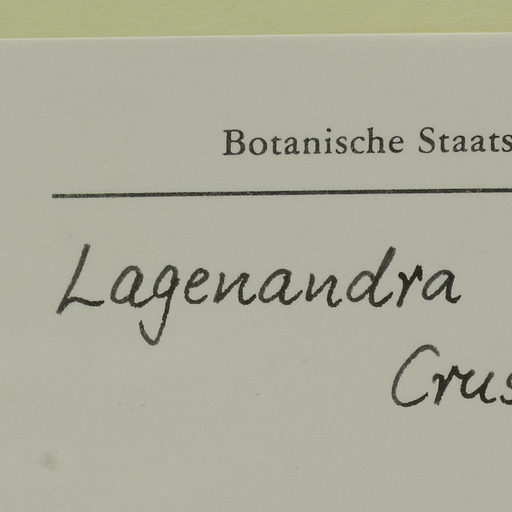 Botanische Staats
Lagenandra
Crus